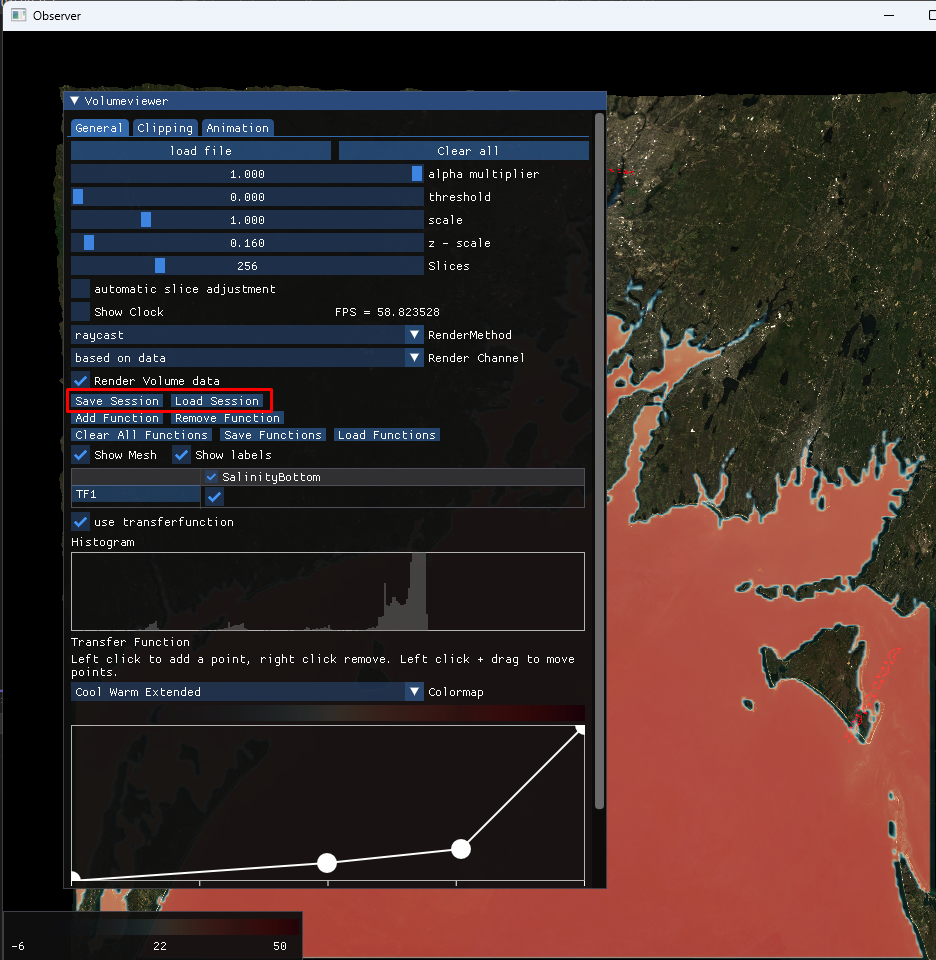 Observer
Volumeviewer
General Clipping Animation
load file Clear all
1.000 alpha multiplier
0.000 threshold
1.000 scale
0.160 z - scale
256 Slices
automatic slice adjustment
Show Clock FPS = 58.823528
raycast RenderMethod
based on data Render Channel
Render Volume data
Save Session Load Session
Add Function Remove Function
Clear All Functions Save Functions Load Functions
Show Mesh Show labels
SalinityBottom
TF1
use transferfunction
Histogram
Transfer Function
Left click to add a point, right click remove. Left click + drag to move
points.
Cool Warm Extended Colormap
-6 22 50